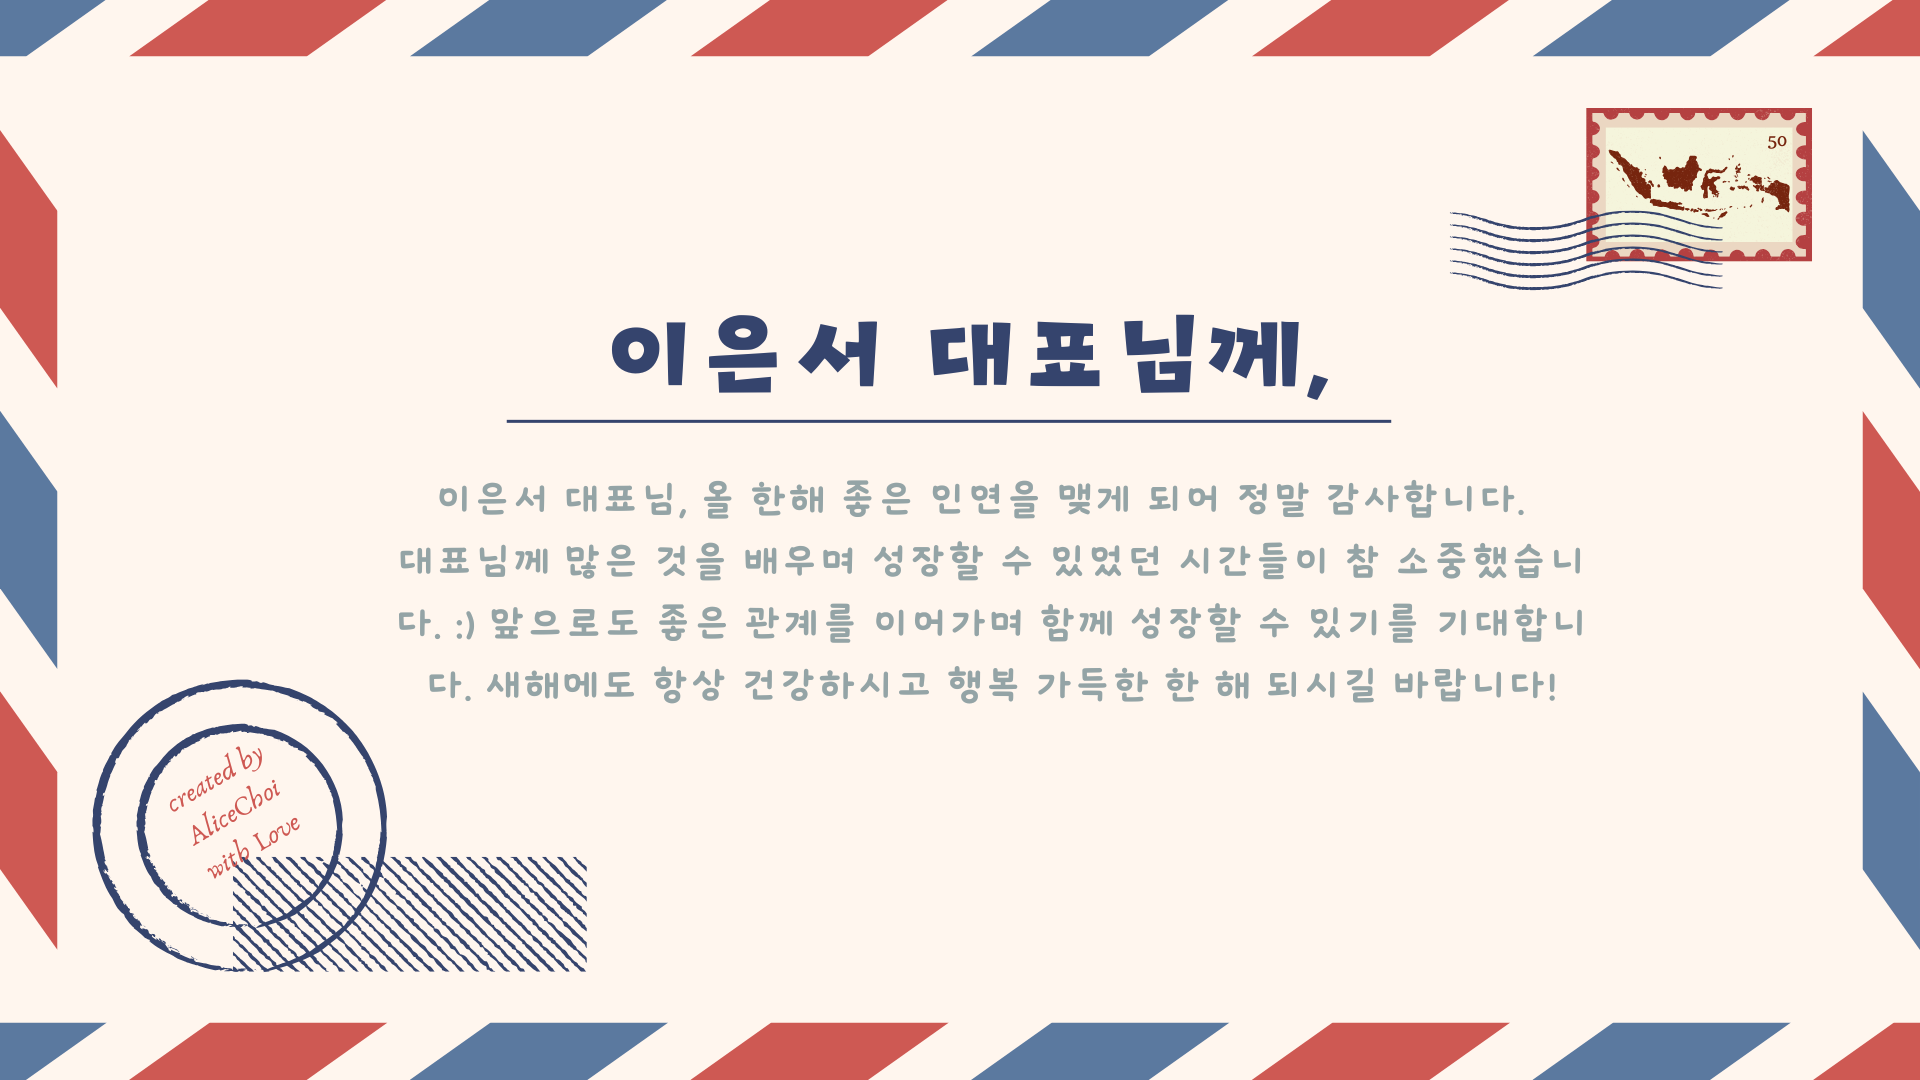 50
이은서 대표님께,
이은서 대표님, 올 한해 좋은 인연을 맺게 되어 정말 감사합니다.
대표님께 많은 것을 배우며 성장할 수 있었던 시간들이 참 소중했습니
다. :) 앞으로도 좋은 관계를 이어가며 함께 성장할 수 있기를 기대합니
다. 새해에도 항상 건강하시고 행복 가득한 한 해 되시길 바랍니다!
created by
AliceChoi
with Love